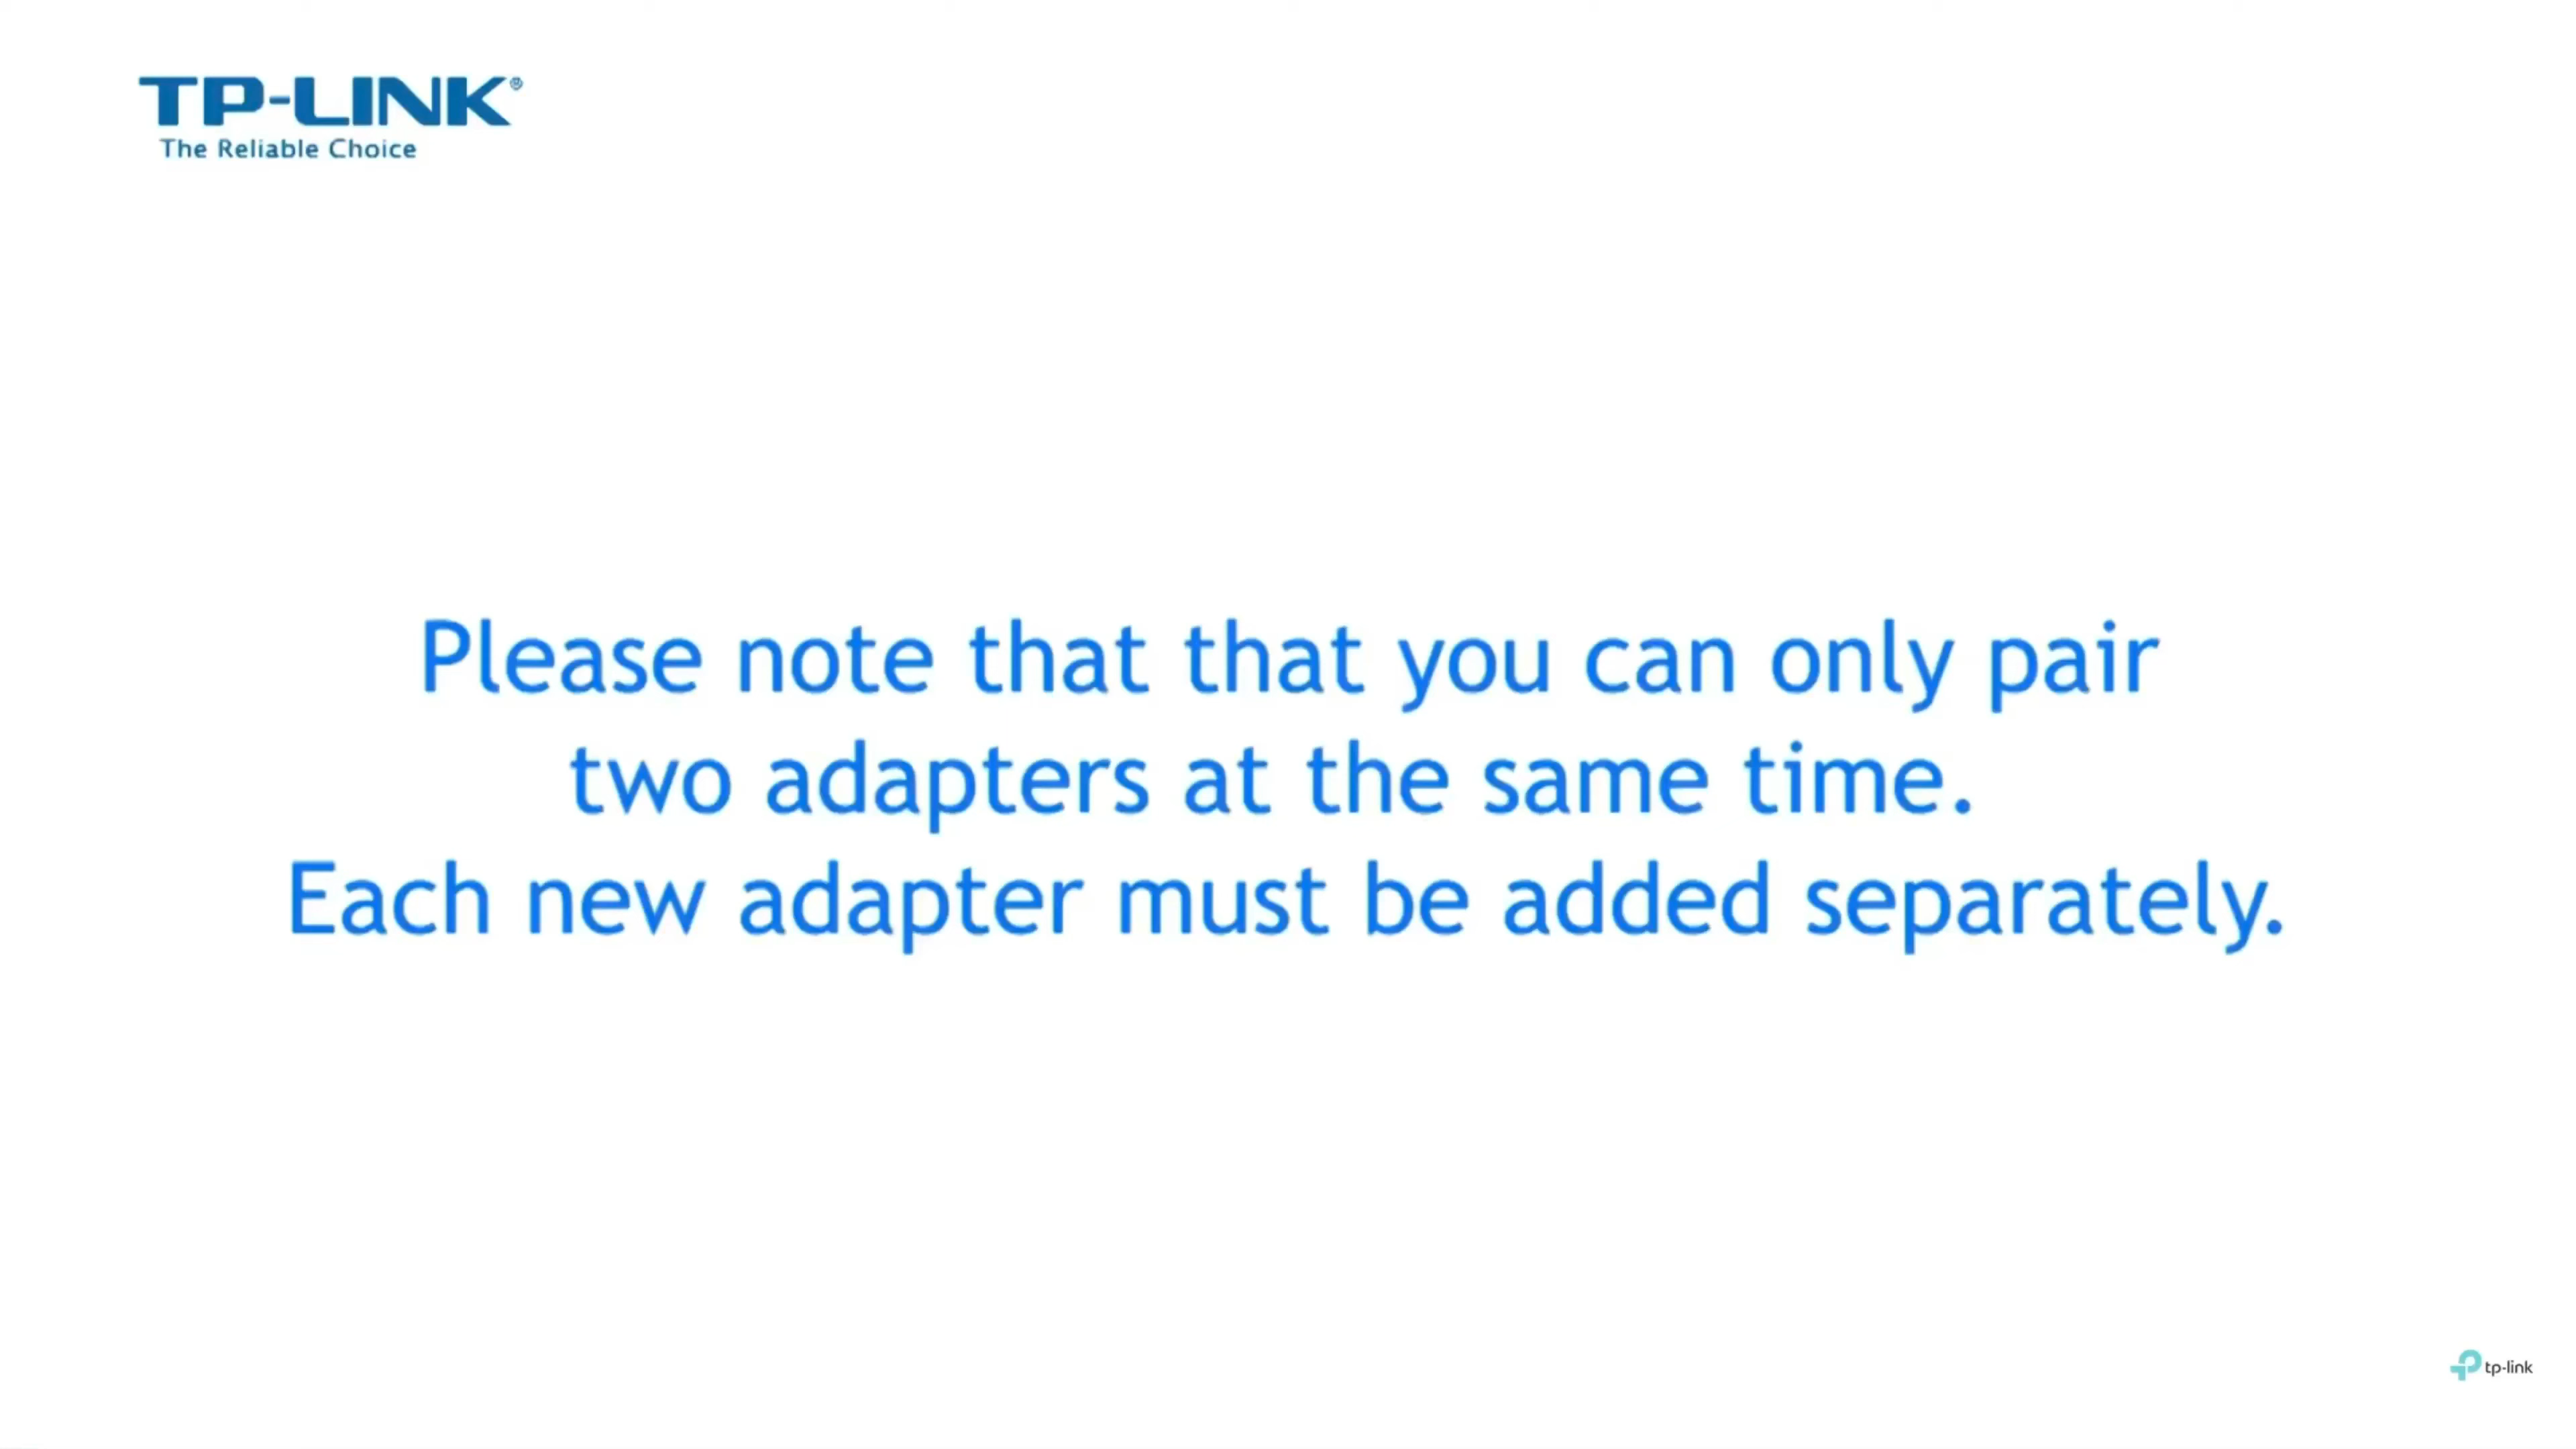 TP-LINK®
The Reliable Choice
Please note that that you can only pair
two adapters at the same time.
Each new adapter must be added separately.
tp-link